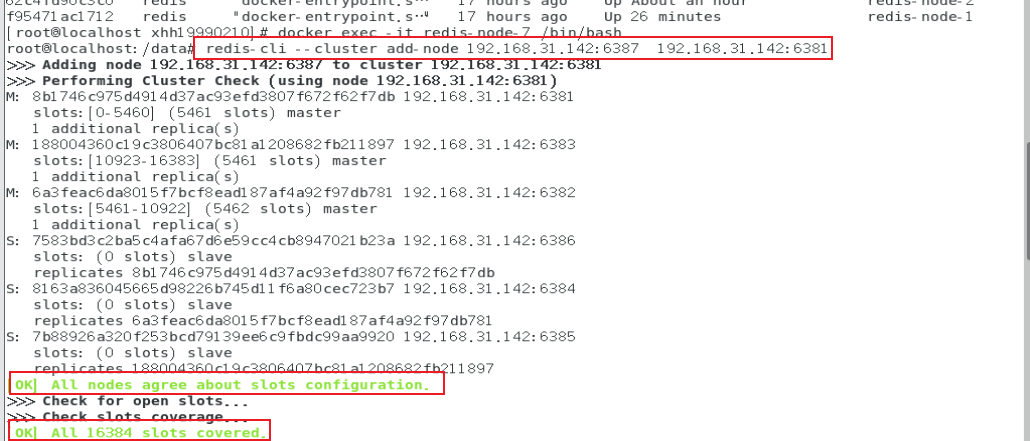 62c41fd90c3c redis "docker-entrypoint.s…" 17 hours ago Up About an hour redis-node-2
f95471ac1712 redis "docker-entrypoint.s…" 17 hours ago Up 26 minutes redis-node-1
[root@localhost xhh19990210]# docker exec -it redis-node-7 /bin/bash
root@localhost:/data# redis-cli --cluster add-node 192.168.31.142:6387 192.168.31.142:6381
>>> Adding node 192.168.31.142:6387 to cluster 192.168.31.142:6381
>>> Performing Cluster Check (using node 192.168.31.142:6381)
M: 8b1746c975d4914d37ac93efd3807f672f62f7db 192.168.31.142:6381
slots:[0-5460] (5461 slots) master
1 additional replica(s)
M: 188004360c19c3806407bc81a1208682fb211897 192.168.31.142:6383
slots:[10923-16383] (5461 slots) master
1 additional replica(s)
M: 6a3feac6da8015f7bcf8ead187af4a92f97db781 192.168.31.142:6382
slots:[5461-10922] (5462 slots) master
1 additional replica(s)
S: 7583bd3c2ba5c4afa67d6e59cc4cb8947021b23a 192.168.31.142:6386
slots: (0 slots) slave
replicates 8b1746c975d4914d37ac93efd3807f672f62f7db
S: 8163a836045665d98226b745d11f6a80cec723b7 192.168.31.142:6384
slots: (0 slots) slave
replicates 6a3feac6da8015f7bcf8ead187af4a92f97db781
S: 7b88926a320f253bcd79139ee6c9fbdc99aa9920 192.168.31.142:6385
slots: (0 slots) slave
replicates 188004360c19c3806407bc81a1208682fb211897
[OK] All nodes agree about slots configuration.
>>> Check for open slots...
>>> Check slots coverage...
[OK] All 16384 slots covered.